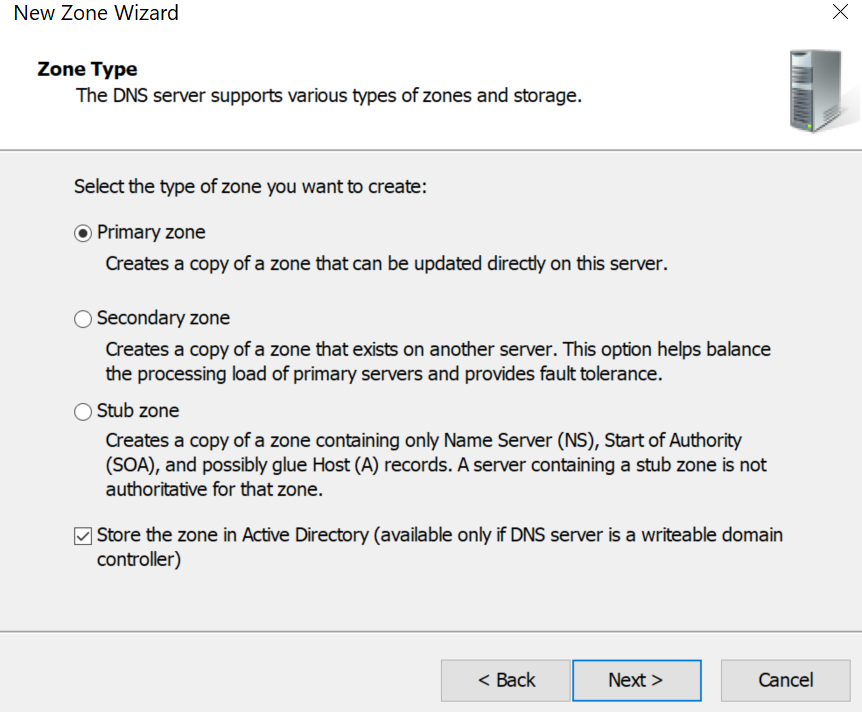 New Zone Wizard
Zone Type
The DNS server supports various types of zones and storage.
Select the type of zone you want to create:
Primary zone
Creates a copy of a zone that can be updated directly on this server.
Secondary zone
Creates a copy of a zone that exists on another server. This option helps balance
the processing load of primary servers and provides fault tolerance.
Stub zone
Creates a copy of a zone containing only Name Server (NS), Start of Authority
(SOA), and possibly glue Host (A) records. A server containing a stub zone is not
authoritative for that zone.
Store the zone in Active Directory (available only if DNS server is a writeable domain
controller)
< Back Next > Cancel